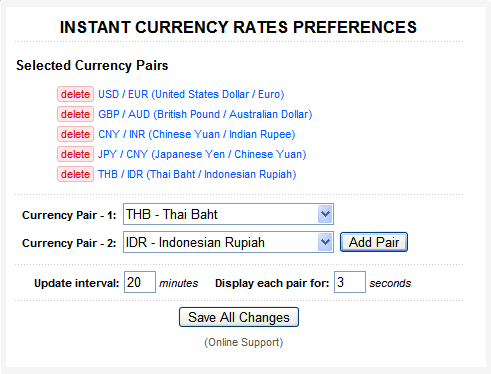 INSTANT CURRENCY RATES PREFERENCES
Selected Currency Pairs
delete USD / EUR (United States Dollar / Euro)
delete GBP / AUD (British Pound / Australian Dollar)
delete CNY / INR (Chinese Yuan / Indian Rupee)
delete JPY / CNY (Japanese Yen / Chinese Yuan)
delete THB / IDR (Thai Baht / Indonesian Rupiah)
Currency Pair - 1: THB - Thai Baht
Currency Pair - 2: IDR - Indonesian Rupiah Add Pair
Update interval: 20 minutes Display each pair for: 3 seconds
Save All Changes
(Online Support)